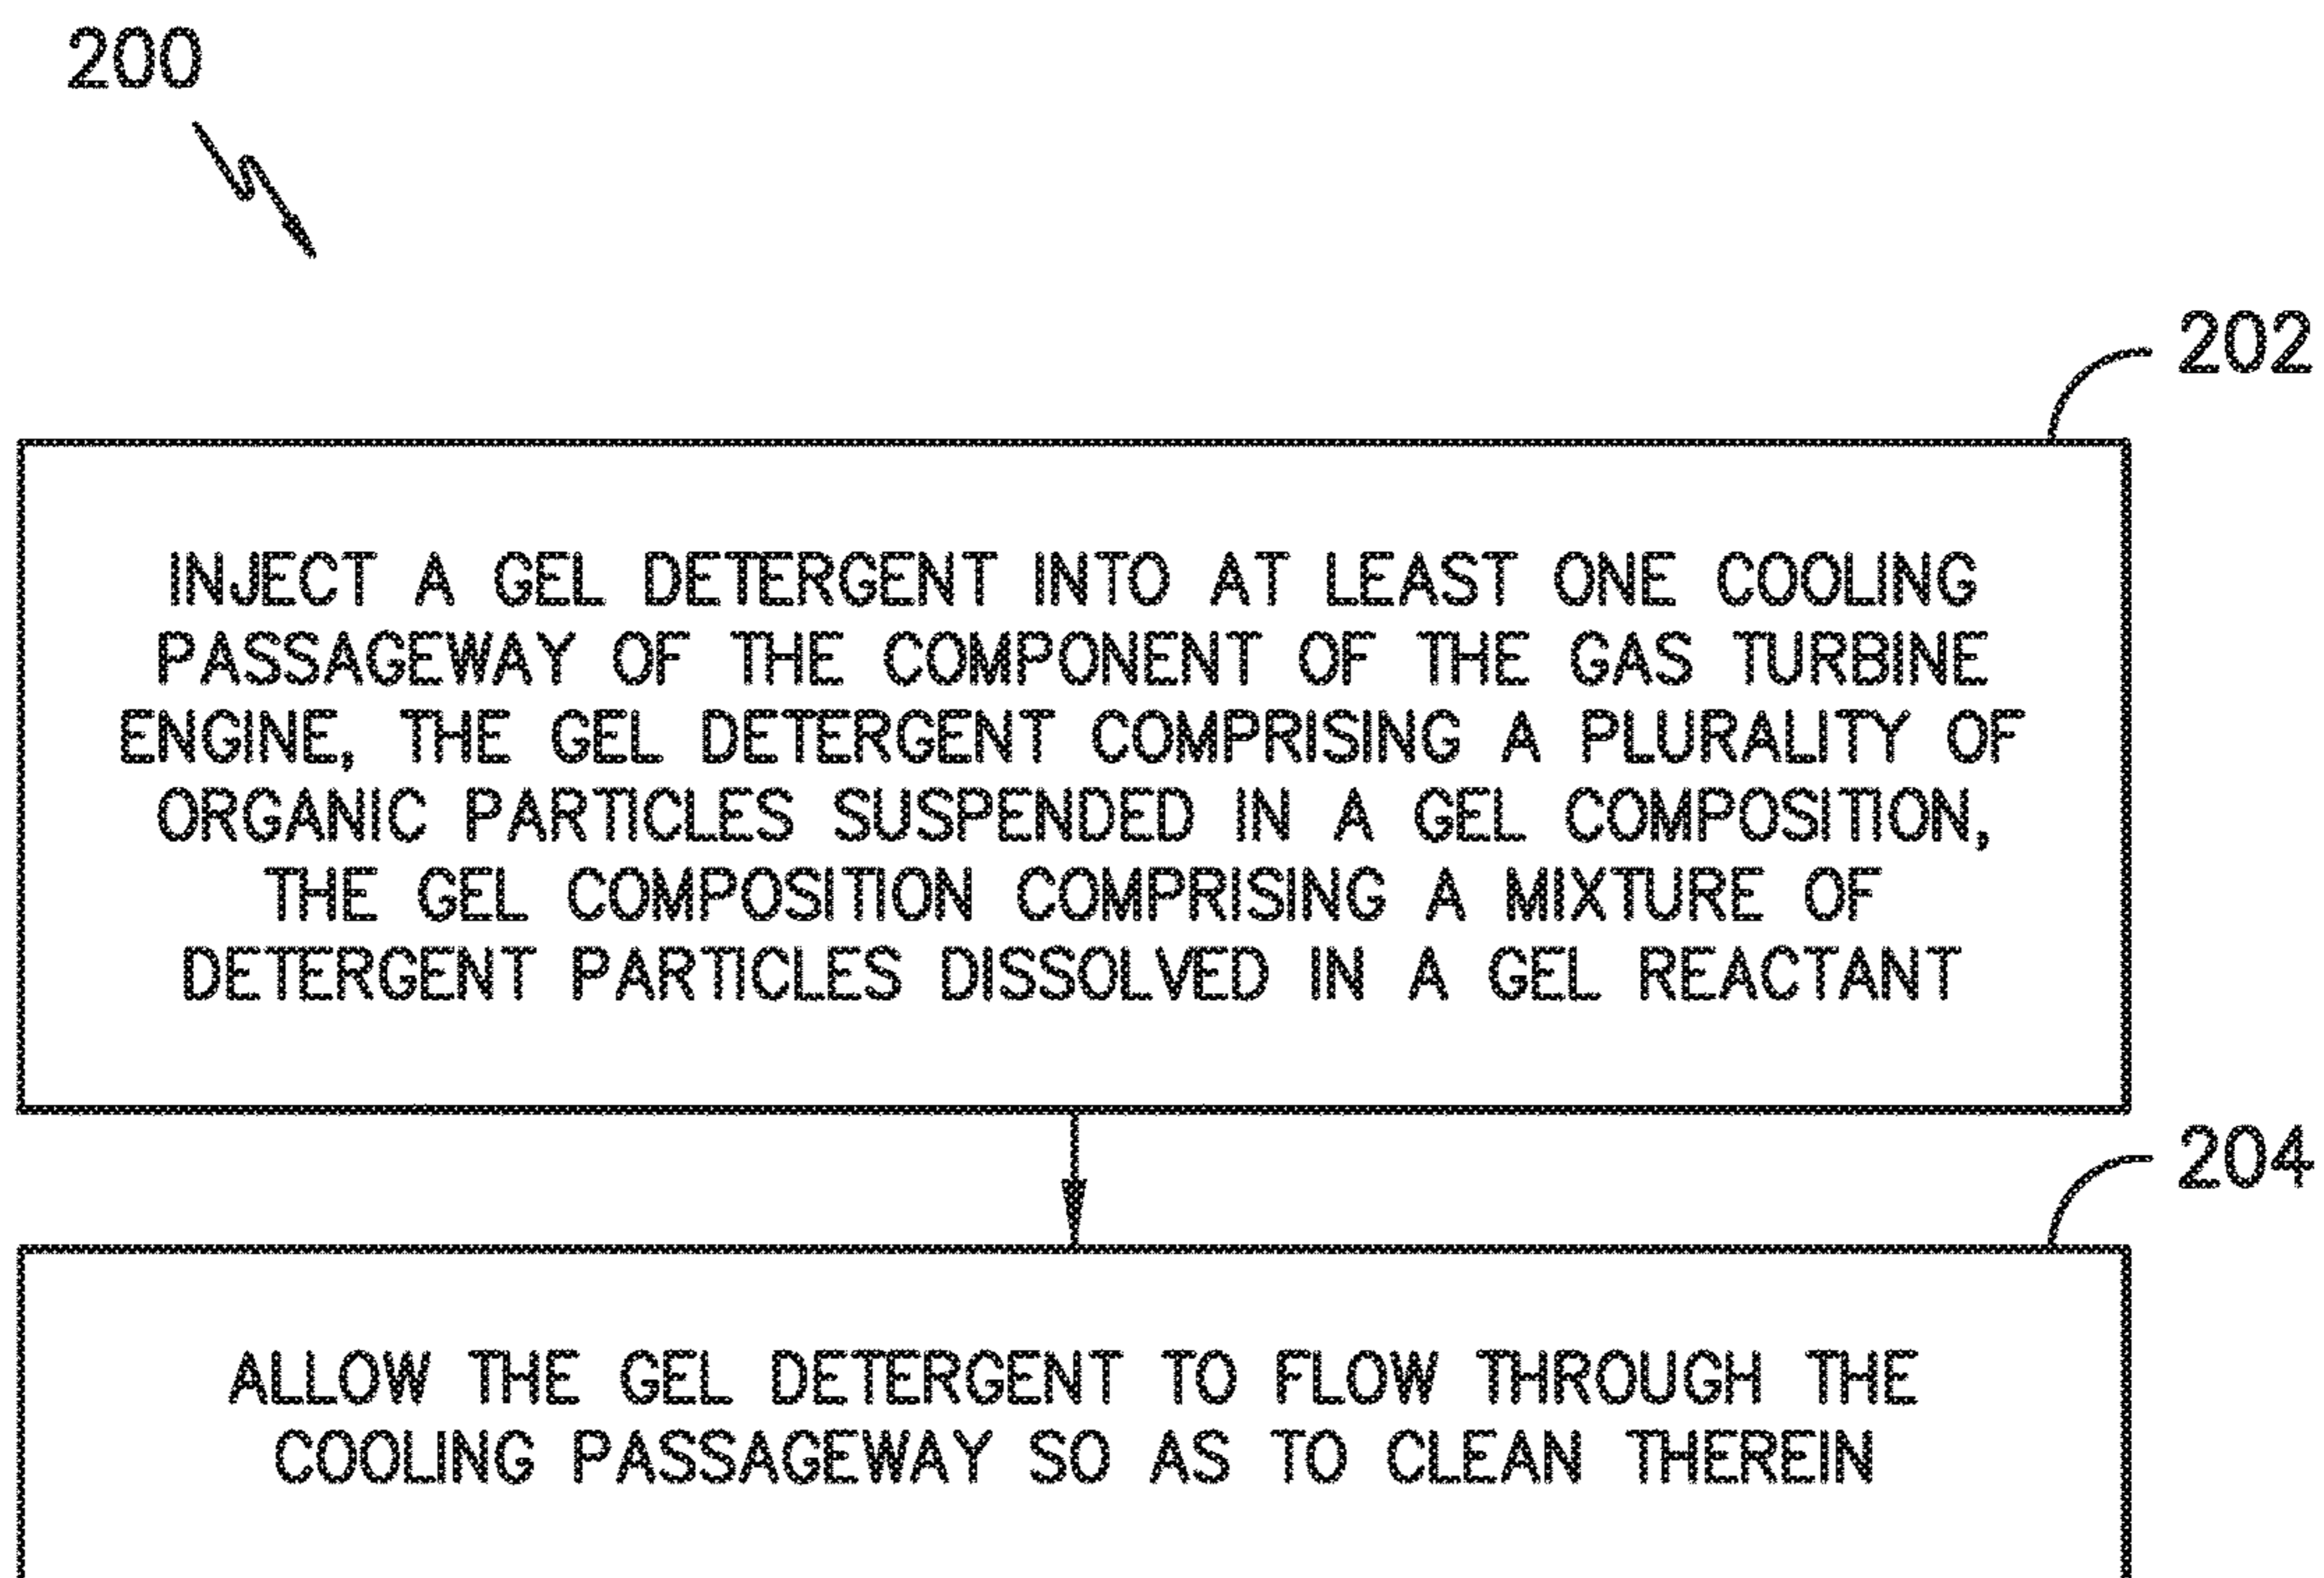 200
202
INJECT A GEL DETERGENT INTO AT LEAST ONE COOLING
PASSAGEWAY OF THE COMPONENT OF THE GAS TURBINE
ENGINE, THE GEL DETERGENT COMPRISING A PLURALITY OF
ORGANIC PARTICLES SUSPENDED IN A GEL COMPOSITION,
THE GEL COMPOSITION COMPRISING A MIXTURE OF
DETERGENT PARTICLES DISSOLVED IN A GEL REACTANT
204
ALLOW THE GEL DETERGENT TO FLOW THROUGH THE
COOLING PASSAGEWAY SO AS TO CLEAN THEREIN